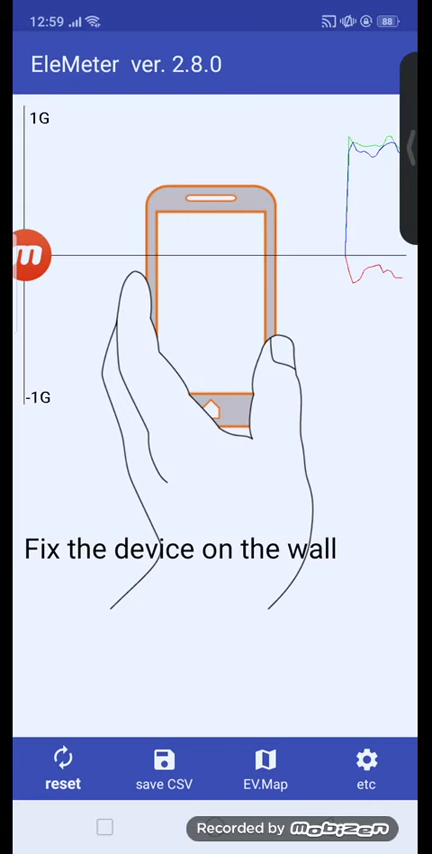 12:59
88
EleMeter ver. 2.8.0
1G
m
-1G
Fix the device on the wall
reset
save CSV
EV.Map
etc
Recorded by mobizen